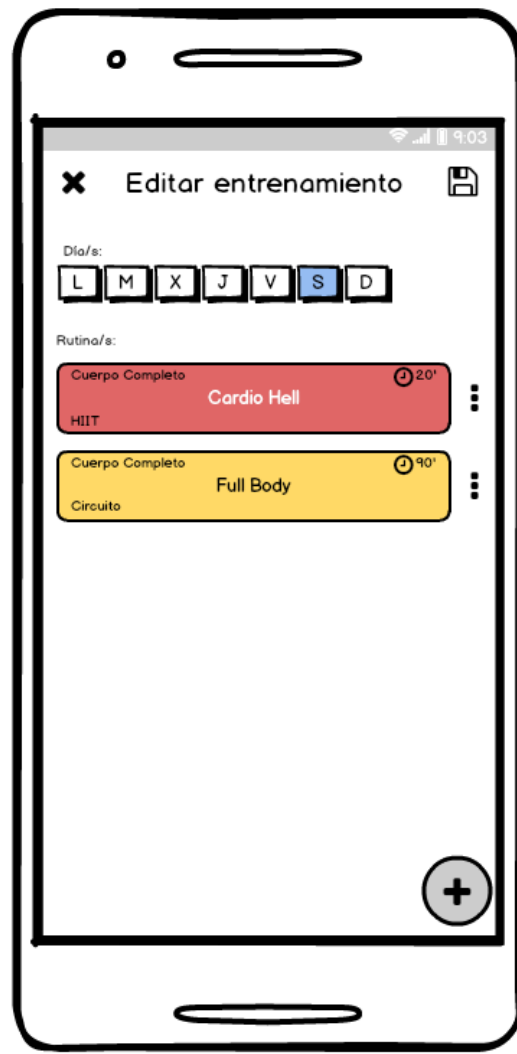 9:03
Editar entrenamiento
Día/s:
L M X J V S D
Rutina/s:
Cuerpo Completo 20'
Cardio Hell
HIIT
Cuerpo Completo 90'
Full Body
Circuito